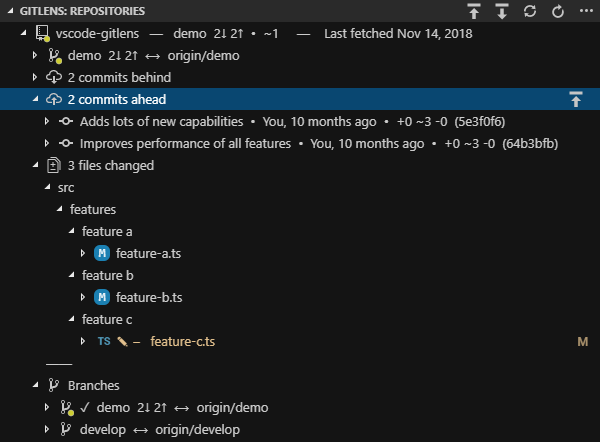 GITLENS: REPOSITORIES
vscode-gitlens — demo 2↓ 2↑ • ~1 — Last fetched Nov 14, 2018
demo 2↓ 2↑ ↔ origin/demo
2 commits behind
2 commits ahead
Adds lots of new capabilities • You, 10 months ago • +0 ~3 -0 (5e3f0f6)
Improves performance of all features • You, 10 months ago • +0 ~3 -0 (64b3bfb)
3 files changed
src
features
feature a
M feature-a.ts
feature b
M feature-b.ts
feature c
TS – feature-c.ts M
Branches
✓ demo 2↓ 2↑ ↔ origin/demo
develop ↔ origin/develop